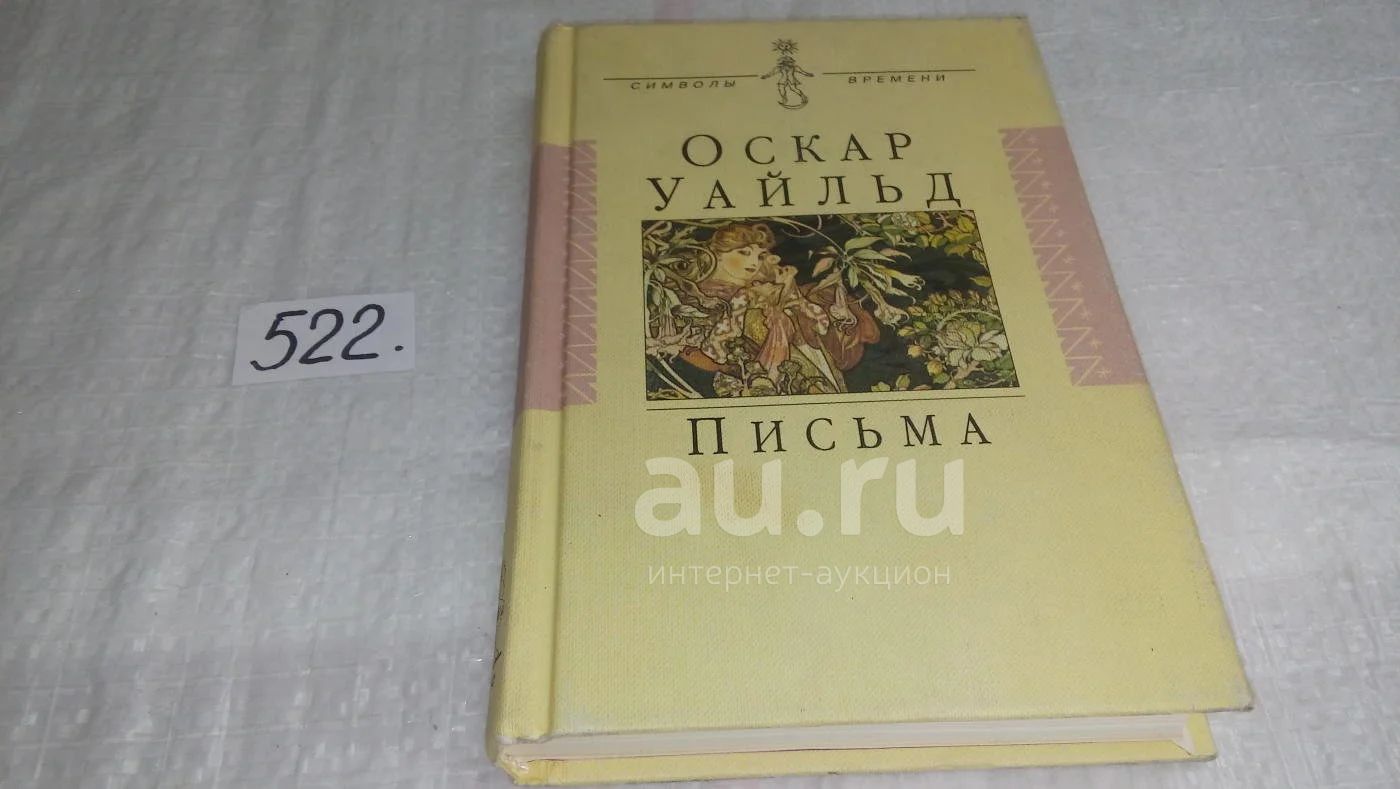 СИМВОЛЫ ВРЕМЕНИ
ОСКАР
УАЙЛЬД
522.
ПИСЬМА
au.ru
интернет-аукцион